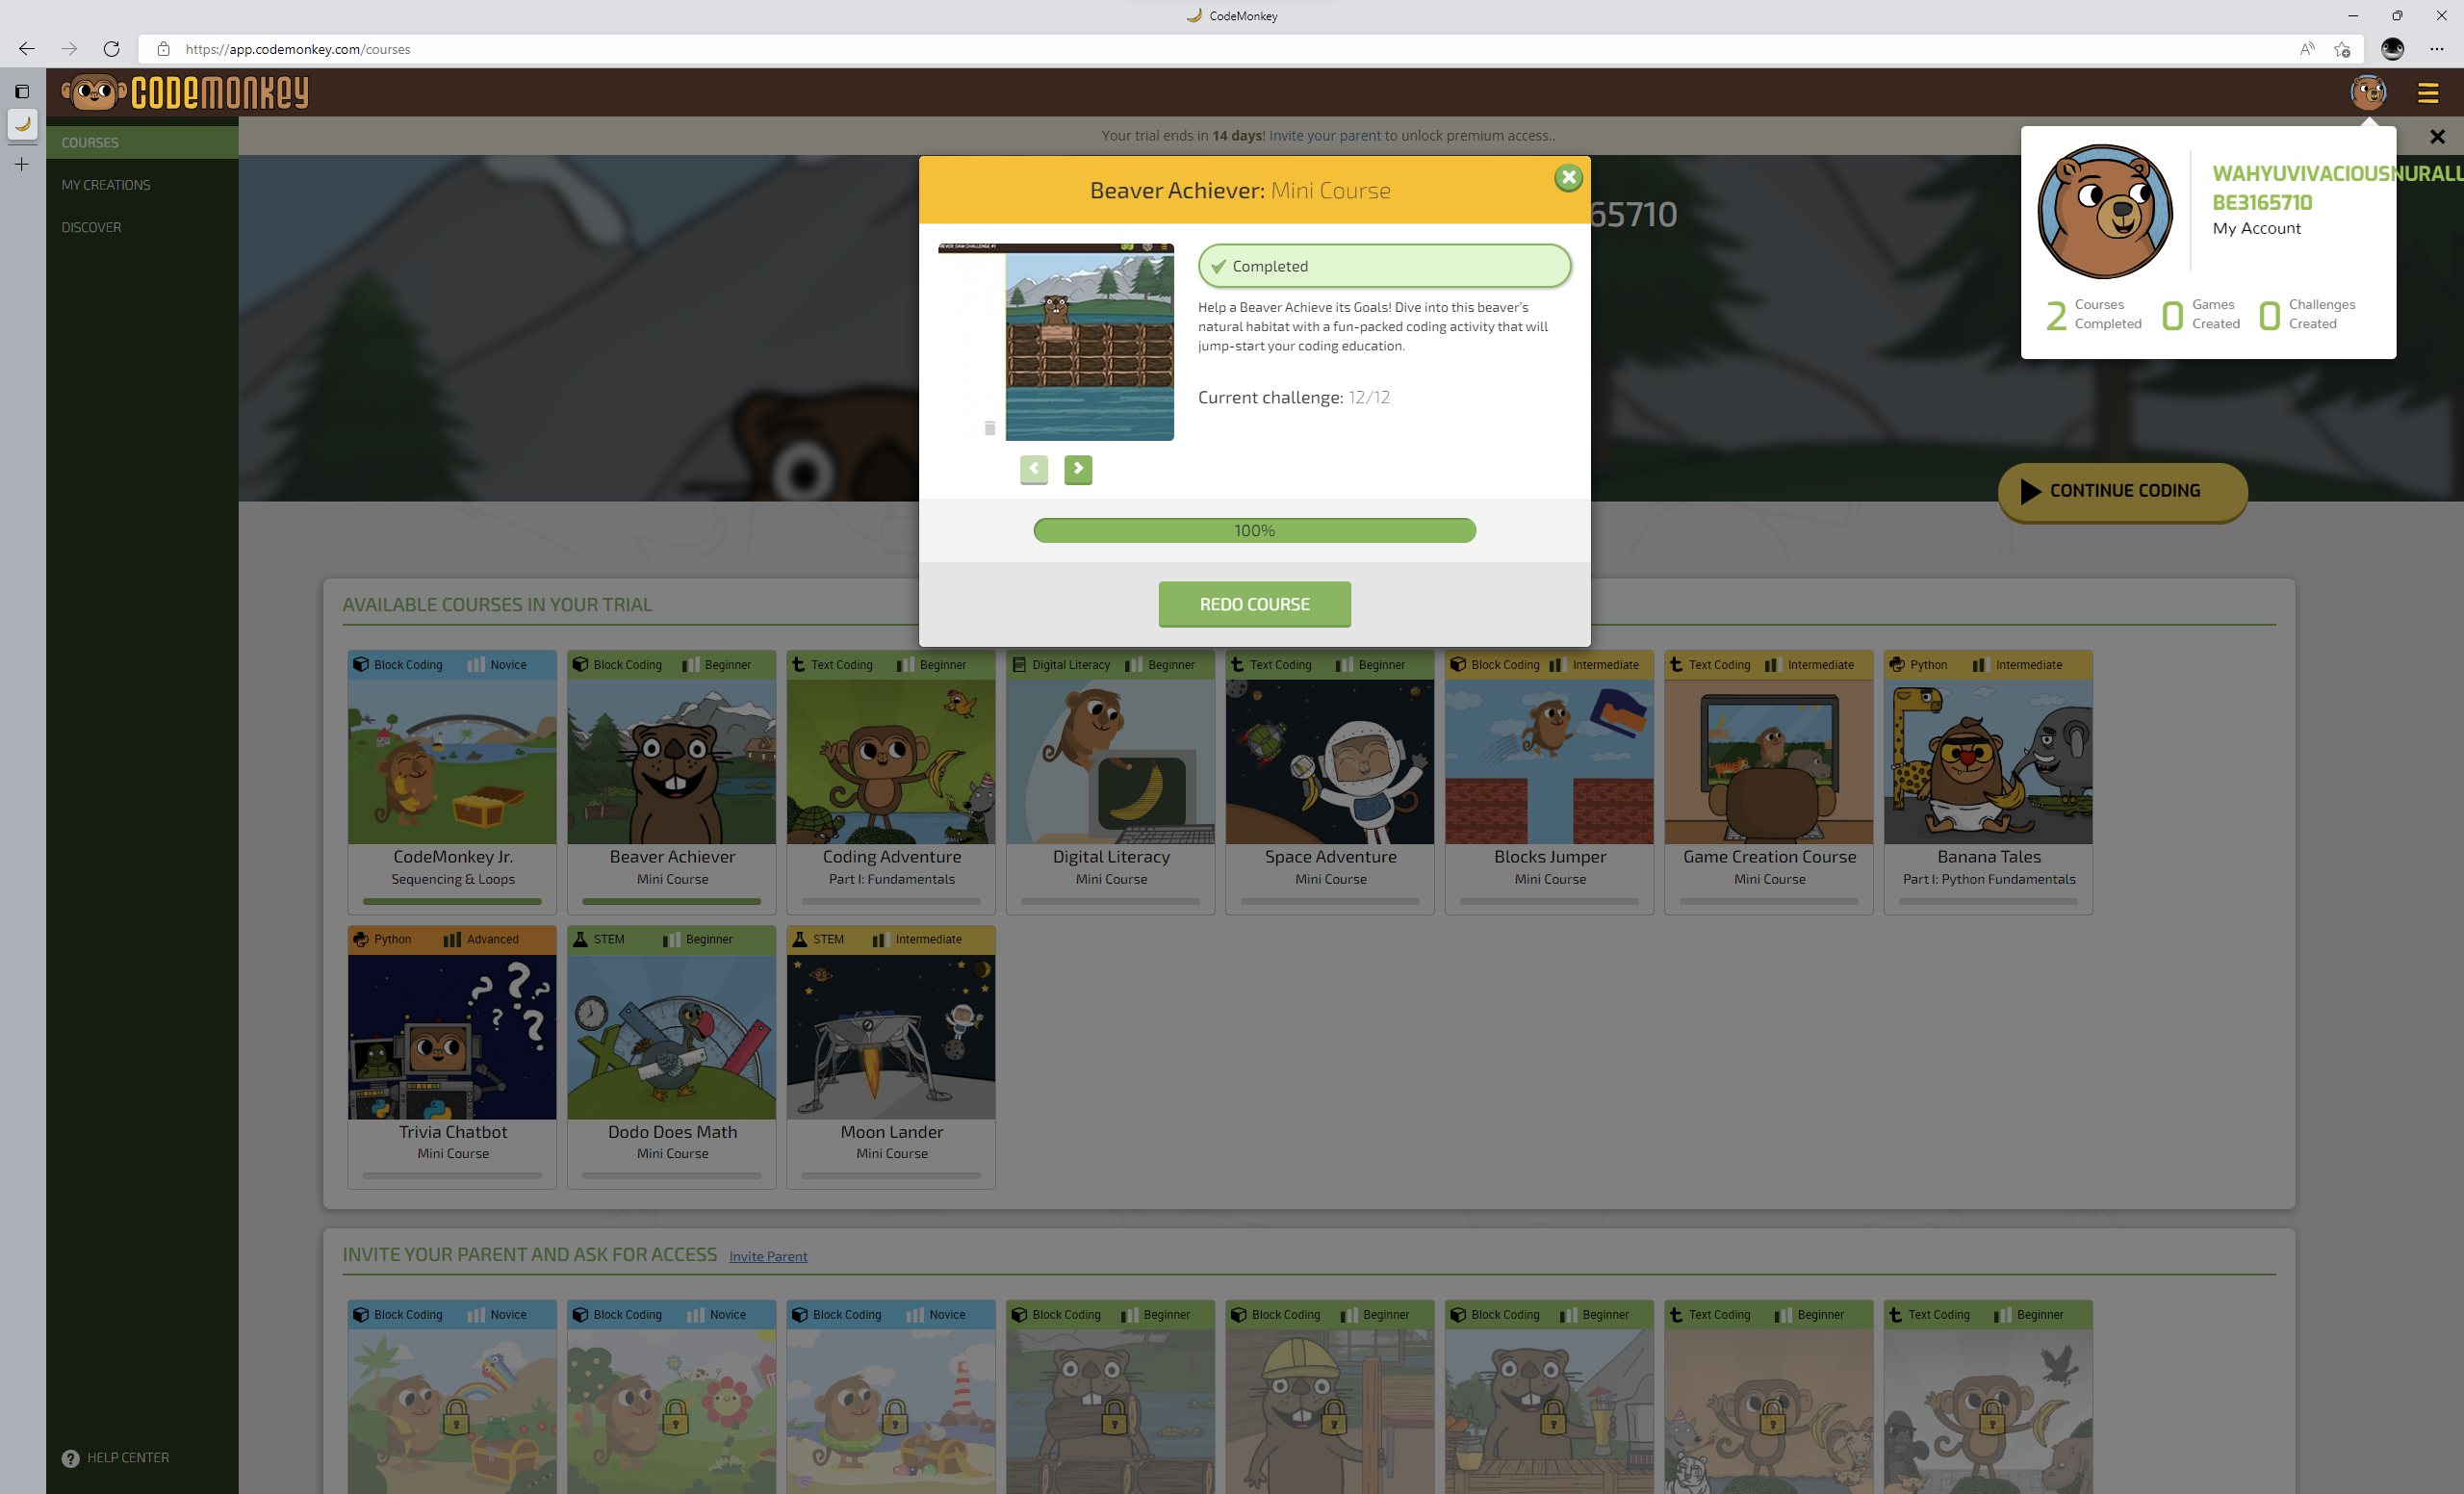 CodeMonkey
https://app.codemonkey.com/courses
CODEMONKEY
COURSES
MY CREATIONS
DISCOVER
HELP CENTER
Your trial ends in 14 days! Invite your parent to unlock premium access..
65710
WAHYUVIVACIOUSNURALL
BE3165710
My Account
2 Courses Completed
0 Games Created
0 Challenges Created
Beaver Achiever: Mini Course
Completed
Help a Beaver Achieve its Goals! Dive into this beaver's
natural habitat with a fun-packed coding activity that will
jump-start your coding education.
Current challenge: 12/12
100%
REDO COURSE
CONTINUE CODING
AVAILABLE COURSES IN YOUR TRIAL
Block Coding Novice
CodeMonkey Jr.
Sequencing & Loops
Block Coding Beginner
Beaver Achiever
Mini Course
Text Coding Beginner
Coding Adventure
Part I: Fundamentals
Digital Literacy Beginner
Digital Literacy
Mini Course
Text Coding Beginner
Space Adventure
Mini Course
Block Coding Intermediate
Blocks Jumper
Mini Course
Text Coding Intermediate
Game Creation Course
Mini Course
Python Intermediate
Banana Tales
Part I: Python Fundamentals
Python Advanced
Trivia Chatbot
Mini Course
STEM Beginner
Dodo Does Math
Mini Course
STEM Intermediate
Moon Lander
Mini Course
INVITE YOUR PARENT AND ASK FOR ACCESS Invite Parent
Block Coding Novice
Block Coding Novice
Block Coding Novice
Block Coding Beginner
Block Coding Beginner
Block Coding Beginner
Text Coding Beginner
Text Coding Beginner